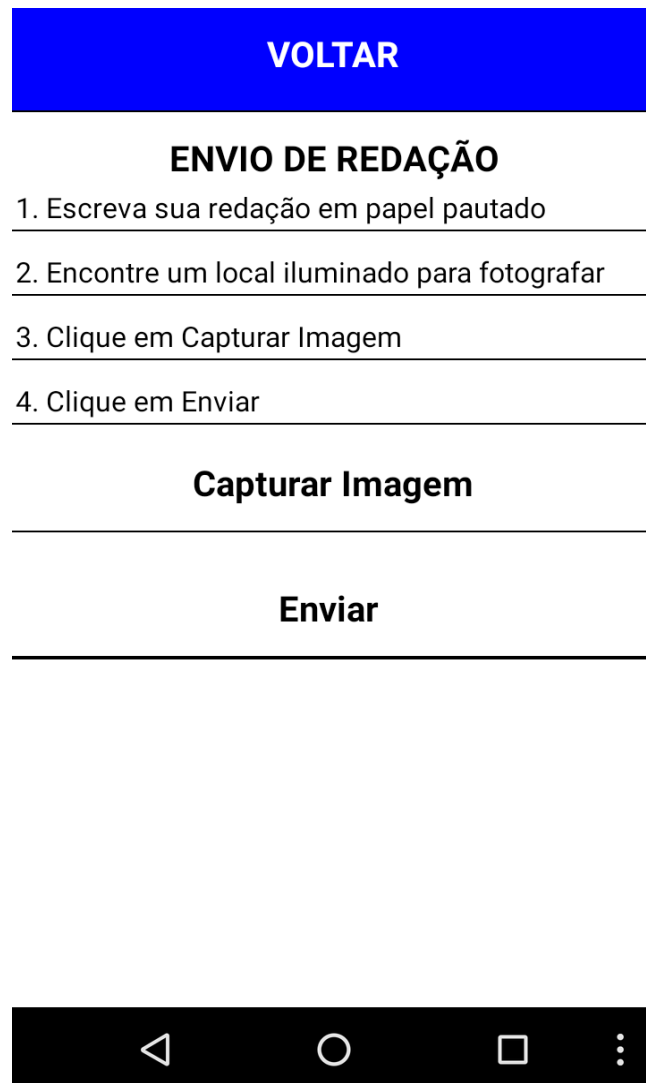 VOLTAR
ENVIO DE REDAÇÃO
1. Escreva sua redação em papel pautado
2. Encontre um local iluminado para fotografar
3. Clique em Capturar Imagem
4. Clique em Enviar
Capturar Imagem
Enviar